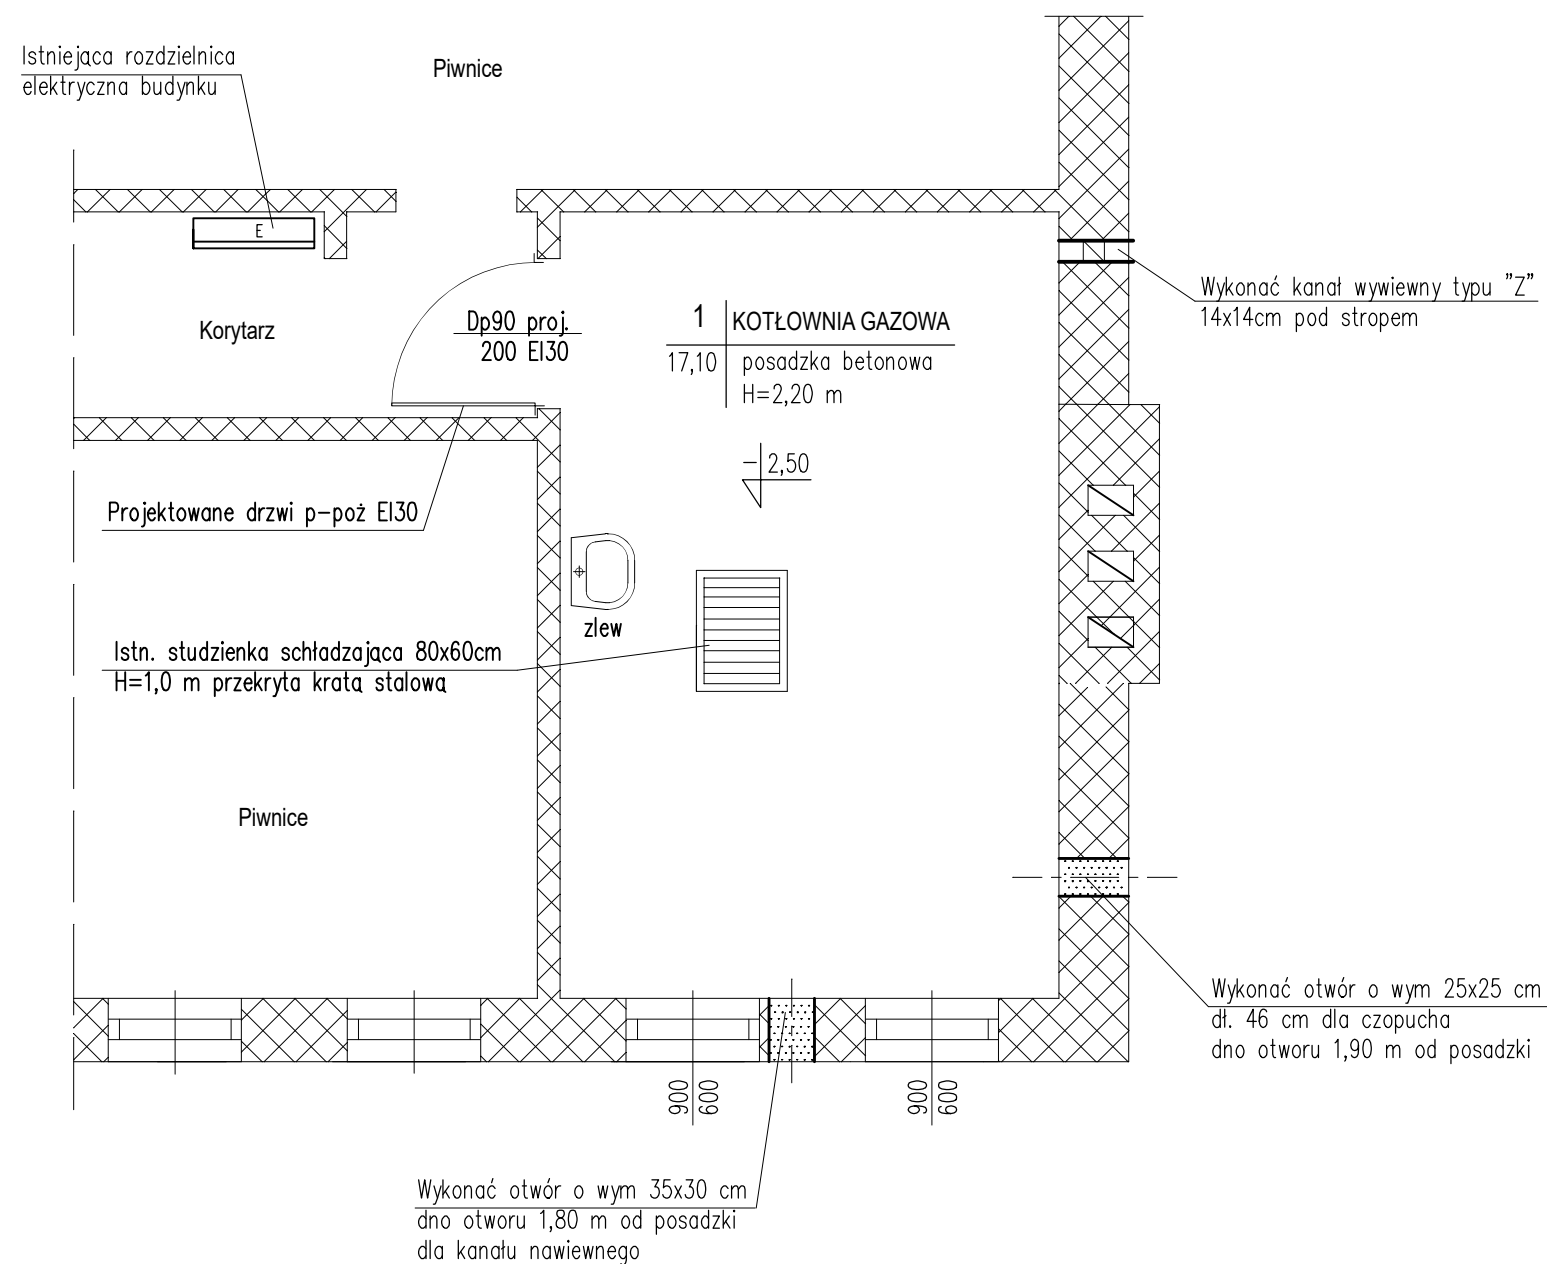 Istniejąca rozdzielnica
elektryczna budynku
Piwnice
E
Korytarz
Dp90 proj.
200 EI30
1 KOTŁOWNIA GAZOWA
17,10 posadzka betonowa
H=2,20 m
Wykonać kanał wywiewny typu "Z"
14x14cm pod stropem
-2,50
Projektowane drzwi p-poż EI30
zlew
Istn. studzienka schładzająca 80x60cm
H=1,0 m przekryta kratą stalową
Piwnice
Wykonać otwór o wym 25x25 cm
dł. 46 cm dla czopucha
dno otworu 1,90 m od posadzki
900
600
900
600
Wykonać otwór o wym 35x30 cm
dno otworu 1,80 m od posadzki
dla kanału nawiewnego